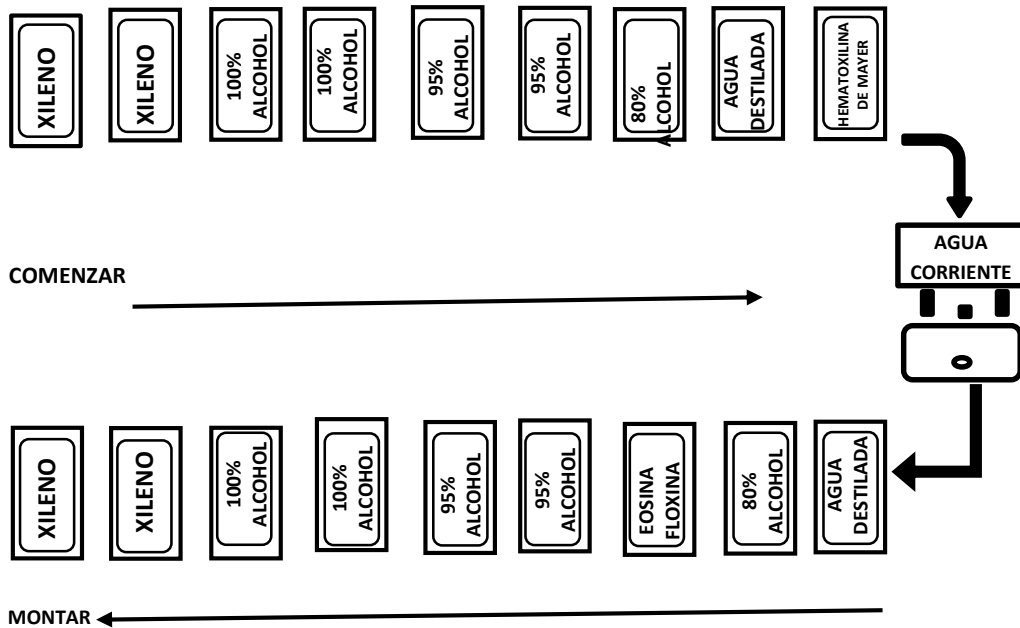 XILENO
XILENO
100%
ALCOHOL
100%
ALCOHOL
95%
ALCOHOL
95%
ALCOHOL
80%
ALCOHOL
AGUA
DESTILADA
HEMATOXILINA
DE MAYER
AGUA
CORRIENTE
COMENZAR
XILENO
XILENO
100%
ALCOHOL
100%
ALCOHOL
95%
ALCOHOL
95%
ALCOHOL
EOSINA
FLOXINA
80%
ALCOHOL
AGUA
DESTILADA
MONTAR